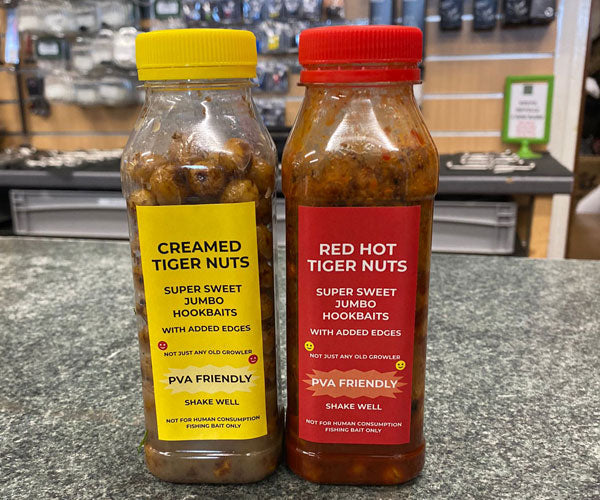 CREAMED
TIGER NUTS
SUPER SWEET
JUMBO
HOOKBAITS
WITH ADDED EDGES
NOT JUST ANY OLD GROWLER
PVA FRIENDLY
SHAKE WELL
NOT FOR HUMAN CONSUMPTION
FISHING BAIT ONLY
RED HOT
TIGER NUTS
SUPER SWEET
JUMBO
HOOKBAITS
WITH ADDED EDGES
NOT JUST ANY OLD GROWLER
PVA FRIENDLY
SHAKE WELL
NOT FOR HUMAN CONSUMPTION
FISHING BAIT ONLY